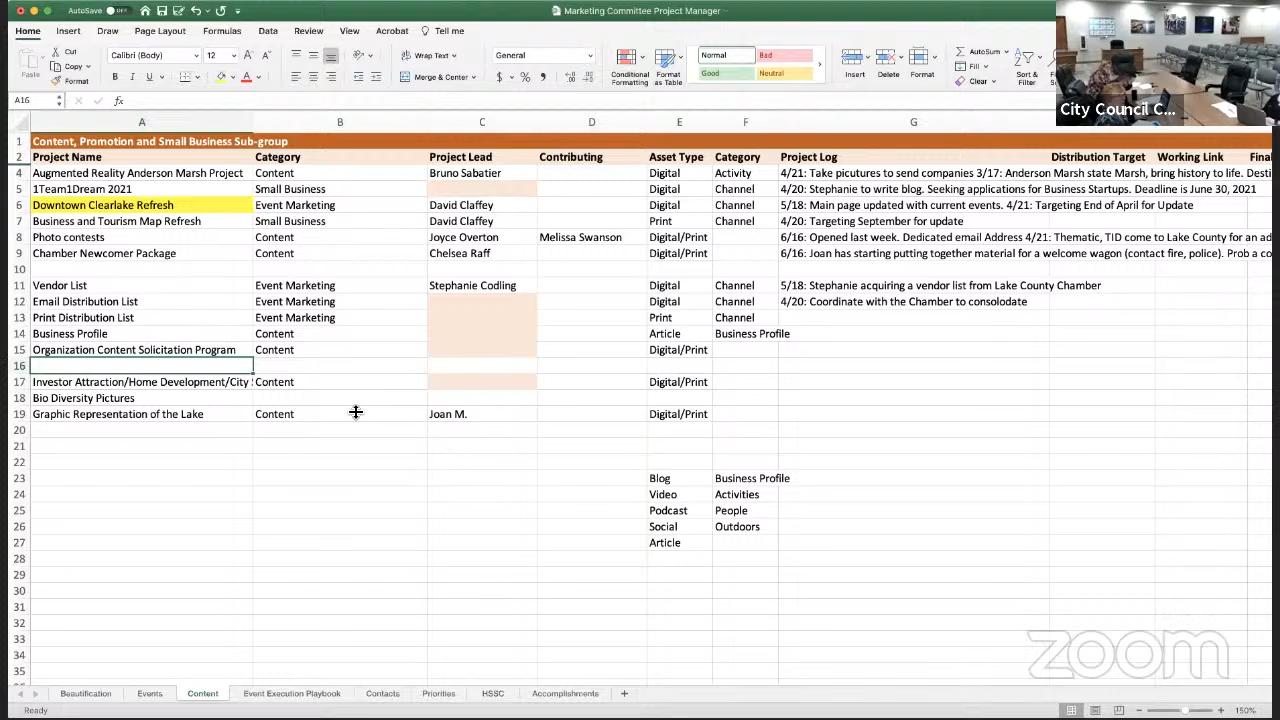 AutoSave OFF Marketing Committee Project Manager
Home Insert Draw Page Layout Formulas Data Review View Acrobat Tell me
Paste Cut Copy Format Calibri (Body) 12 Wrap Text Merge & Center General Conditional Formatting Format as Table Normal Bad Good Neutral Insert Delete Format AutoSum Fill Clear Sort & Filter
City Council C...
A16 fx
A B C D E F G
1 Content, Promotion and Small Business Sub-group
2 Project Name Category Project Lead Contributing Asset Type Category Project Log Distribution Target Working Link Final
4 Augmented Reality Anderson Marsh Project Content Bruno Sabatier Digital Activity 4/21: Take picutures to send companies 3/17: Anderson Marsh state Marsh, bring history to life. Desti
5 1Team1Dream 2021 Small Business Digital Channel 4/20: Stephanie to write blog. Seeking applications for Business Startups. Deadline is June 30, 2021
6 Downtown Clearlake Refresh Event Marketing David Claffey Digital Channel 5/18: Main page updated with current events. 4/21: Targeting End of April for Update
7 Business and Tourism Map Refresh Small Business David Claffey Print Channel 4/20: Targeting September for update
8 Photo contests Content Joyce Overton Melissa Swanson Digital/Print 6/16: Opened last week. Dedicated email Address 4/21: Thematic, TID come to Lake County for an ad
9 Chamber Newcomer Package Content Chelsea Raff Digital/Print 6/16: Joan has starting putting together material for a welcome wagon (contact fire, police). Prob a co
10
11 Vendor List Event Marketing Stephanie Codling Digital Channel 5/18: Stephanie acquiring a vendor list from Lake County Chamber
12 Email Distribution List Event Marketing Digital Channel 4/20: Coordinate with the Chamber to consolodate
13 Print Distribution List Event Marketing Print Channel
14 Business Profile Content Article Business Profile
15 Organization Content Solicitation Program Content Digital/Print
16
17 Investor Attraction/Home Development/City Content Digital/Print
18 Bio Diversity Pictures
19 Graphic Representation of the Lake Content Joan M. Digital/Print
20
21
22
23 Blog Business Profile
24 Video Activities
25 Podcast People
26 Social Outdoors
27 Article
28
29
30
31
32
33
34
35
zoom
Beautification Events Content Event Execution Playbook Contacts Priorities HSSC Accomplishments +
Ready 150%